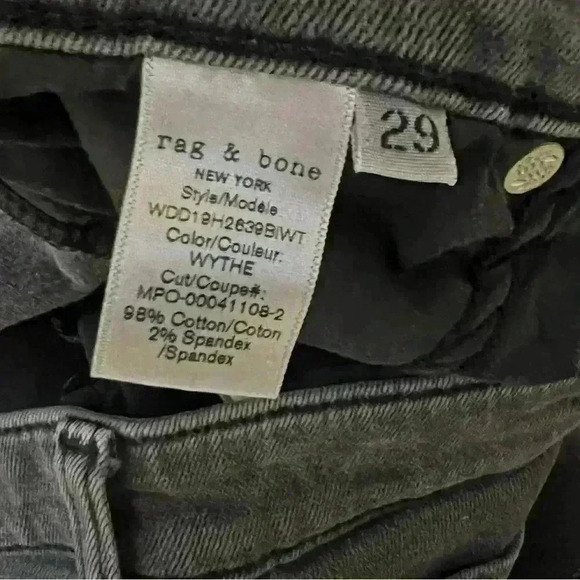 rag & bone
NEW YORK
Style/Modèle
WDD19H2639BIWT
Color/Couleur:
WYTHE
Cut/Coupe#:
MPO-00041108-2
98% Cotton/Coton
2% Spandex
/Spandex
29